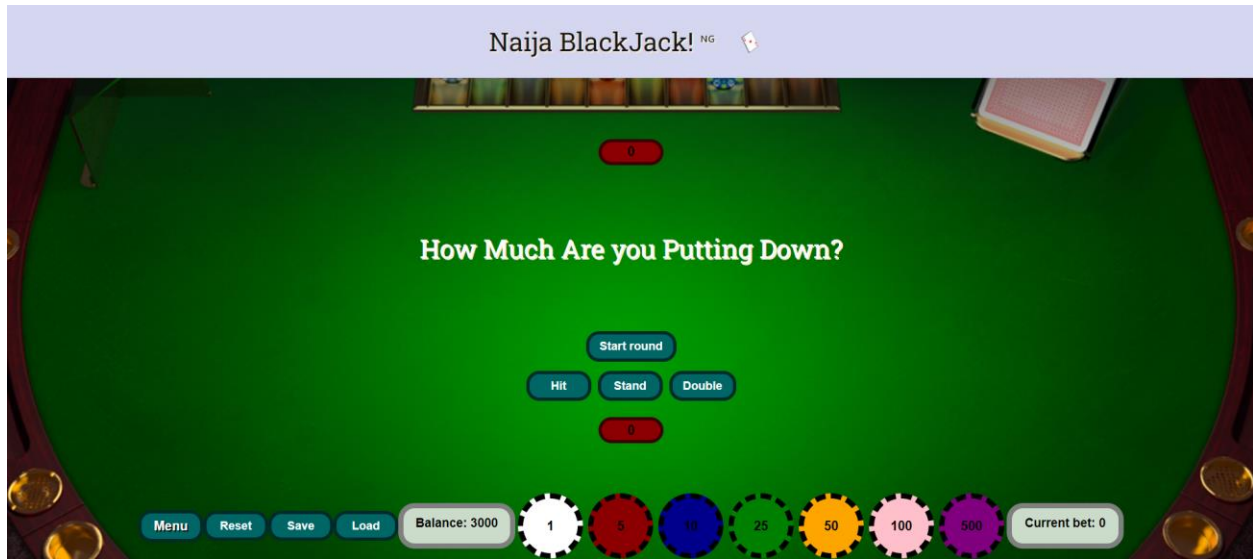 Naija BlackJack! NG
0
How Much Are you Putting Down?
Start round
Hit Stand Double
0
Menu Reset Save Load Balance: 3000 1 5 10 25 50 100 500 Current bet: 0